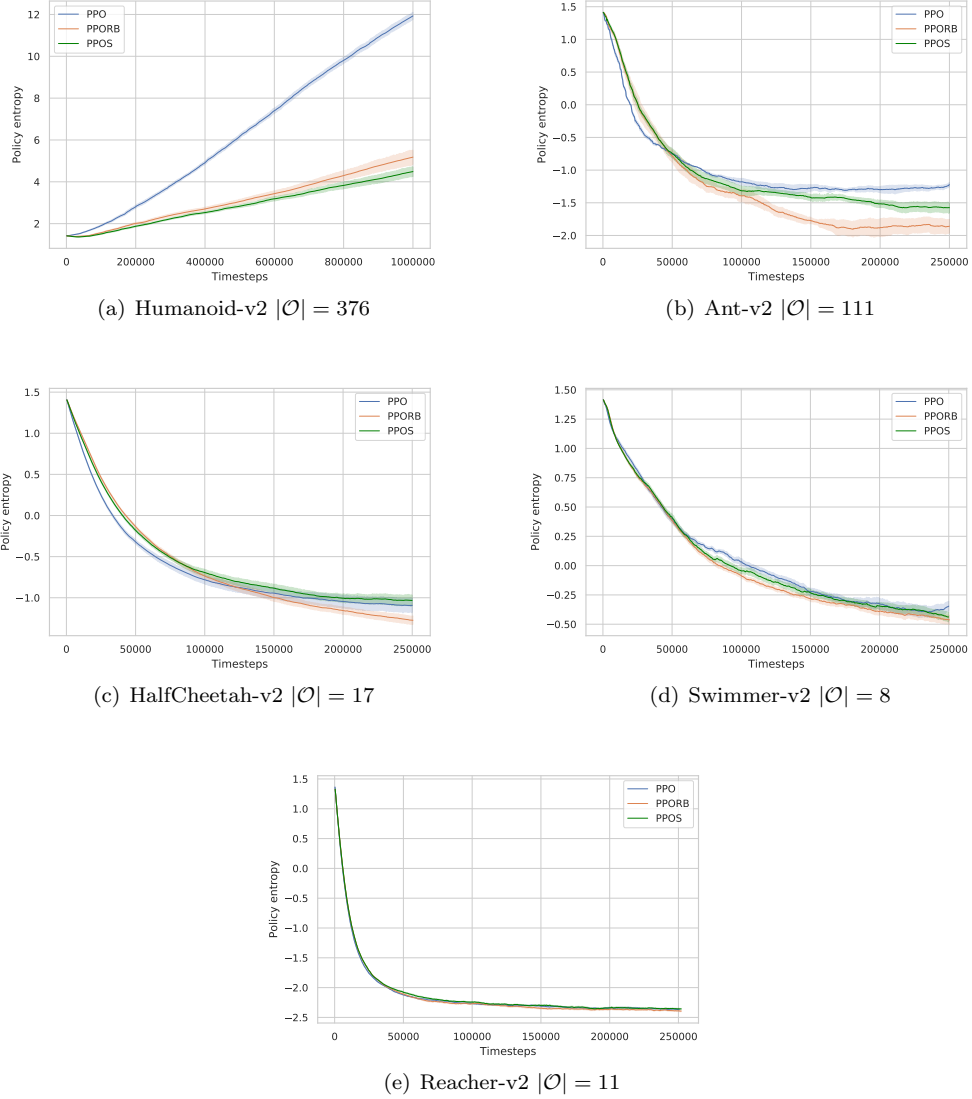 PPO
PPORB
PPOS
12
10
8
6
4
2
Policy entropy
0 200000 400000 600000 800000 1000000
Timesteps
(a) Humanoid-v2 |𝒪| = 376
PPO
PPORB
PPOS
1.5
1.0
0.5
0.0
−0.5
−1.0
−1.5
−2.0
Policy entropy
0 50000 100000 150000 200000 250000
Timesteps
(b) Ant-v2 |𝒪| = 111
PPO
PPORB
PPOS
1.5
1.0
0.5
0.0
−0.5
−1.0
Policy entropy
0 50000 100000 150000 200000 250000
Timesteps
(c) HalfCheetah-v2 |𝒪| = 17
PPO
PPORB
PPOS
1.50
1.25
1.00
0.75
0.50
0.25
0.00
−0.25
−0.50
Policy entropy
0 50000 100000 150000 200000 250000
Timesteps
(d) Swimmer-v2 |𝒪| = 8
PPO
PPORB
PPOS
1.5
1.0
0.5
0.0
−0.5
−1.0
−1.5
−2.0
−2.5
Policy entropy
0 50000 100000 150000 200000 250000
Timesteps
(e) Reacher-v2 |𝒪| = 11